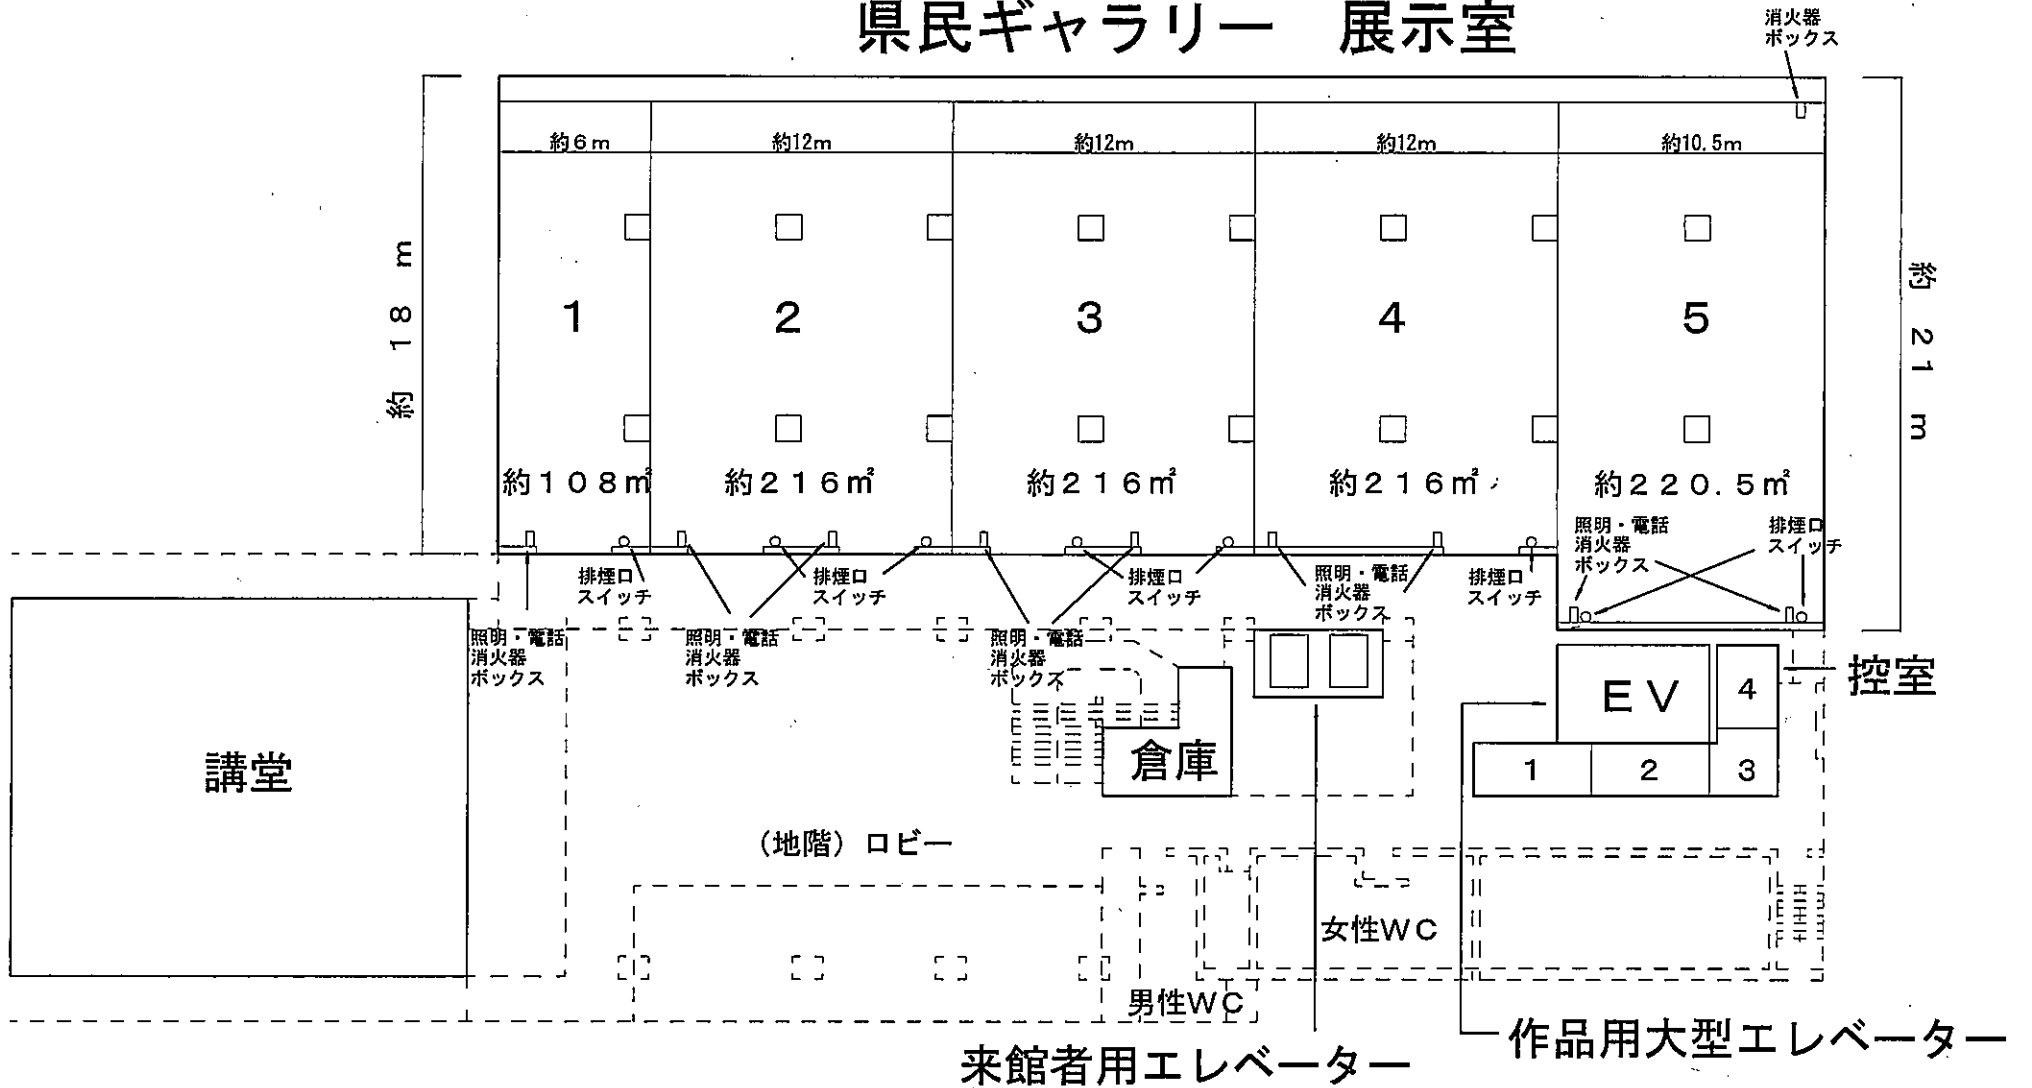 県民ギャラリー　展示室
消火器
ボックス
約6m
約12m
約12m
約12m
約10.5m
約 18 m
約 21 m
1
2
3
4
5
約108㎡
約216㎡
約216㎡
約216㎡
約220.5㎡
照明・電話
消火器
ボックス
排煙口
スイッチ
排煙口
スイッチ
排煙口
スイッチ
排煙口
スイッチ
照明・電話
消火器
ボックス
排煙口
スイッチ
照明・電話
消火器
ボックス
照明・電話
消火器
ボックス
照明・電話
消火器
ボックス
控室
EV
4
1
2
3
講堂
倉庫
（地階）ロビー
女性WC
男性WC
来館者用エレベーター
作品用大型エレベーター